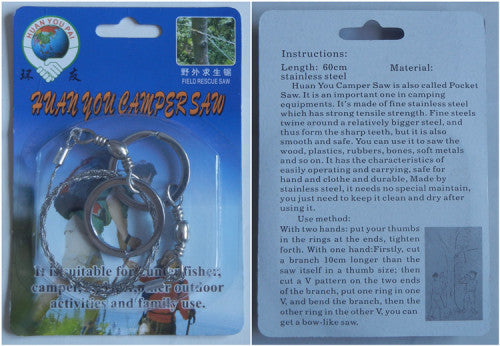 HUAN YOU PAI
环 友
野外求生锯
FIELD RESCUE SAW
HUAN YOU CAMPER SAW
It is suitable for hunter, fisher,
camper, other outdoor
activities and family use.
Instructions:
Length: 60cm Material:
stainless steel
Huan You Camper Saw is also called Pocket
Saw. It is an important one in camping
equipments. It's made of fine stainless steel
which has strong tensile strength. Fine steels
twine around a relatively bigger steel, and
thus form the sharp teeth, but it is also
smooth and safe. You can use it to saw the
wood, plastics, rubbers, bones, soft metals
and so on. It has the characteristics of
easily operating and carrying, safe for
hand and clothe and durable. Made by
stainless steel, it needs no special maintain,
you just need to keep it clean and dry after
using it.
Use method:
With two hands: put your thumbs
in the rings at the ends, tighten
forth. With one hand:Firstly, cut
a branch 10cm longer than the
saw itself in a thumb size; then
cut a V pattern on the two ends
of the branch, put one ring in one
V, and bend the branch, then the
other ring in the other V, you can
get a bow-like saw.